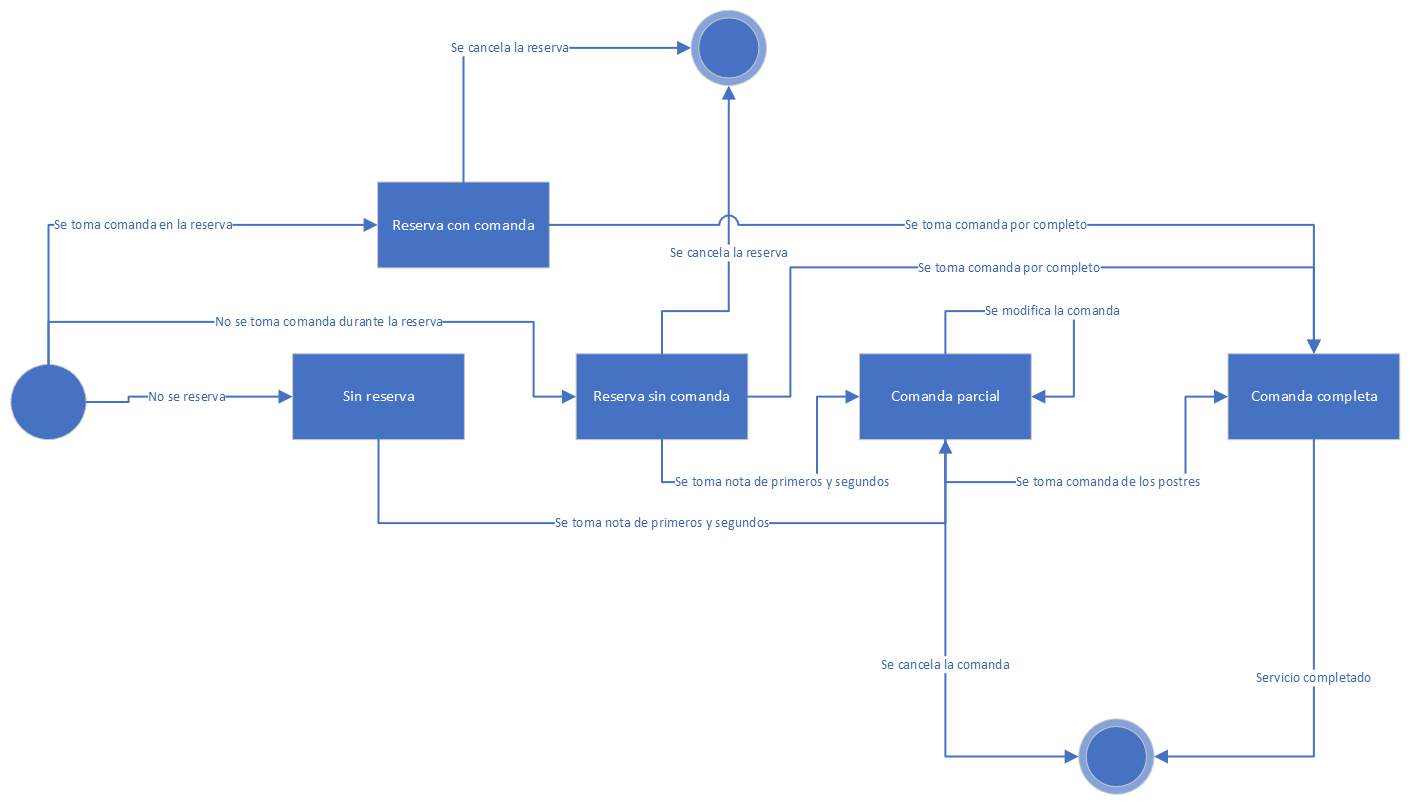 Se cancela la reserva
Reserva con comanda
Se toma comanda en la reserva
Se toma comanda por completo
Se cancela la reserva
Se toma comanda por completo
Se modifica la comanda
No se toma comanda durante la reserva
No se reserva
Sin reserva
Reserva sin comanda
Comanda parcial
Comanda completa
Se toma nota de primeros y segundos
Se toma comanda de los postres
Se toma nota de primeros y segundos
Se cancela la comanda
Servicio completado